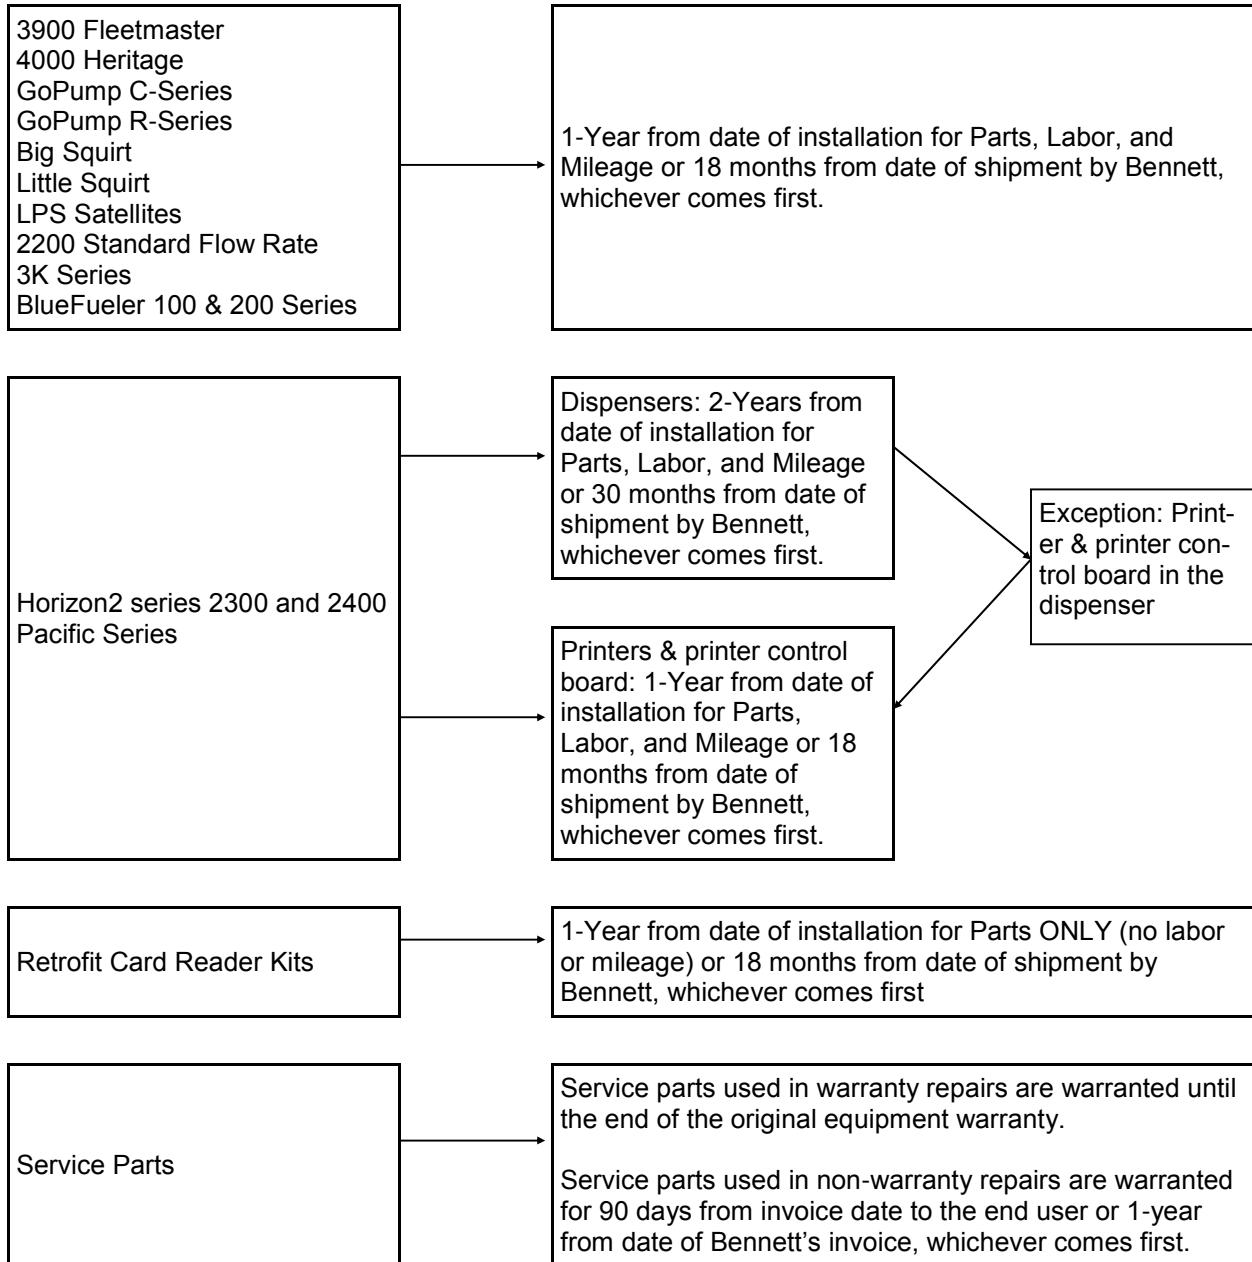 3900 Fleetmaster
4000 Heritage
GoPump C-Series
GoPump R-Series
Big Squirt
Little Squirt
LPS Satellites
2200 Standard Flow Rate
3K Series
BlueFueler 100 & 200 Series
1-Year from date of installation for Parts, Labor, and
Mileage or 18 months from date of shipment by Bennett,
whichever comes first.
Horizon2 series 2300 and 2400
Pacific Series
Dispensers: 2-Years from
date of installation for
Parts, Labor, and Mileage
or 30 months from date of
shipment by Bennett,
whichever comes first.
Exception: Print-
er & printer con-
trol board in the
dispenser
Printers & printer control
board: 1-Year from date of
installation for Parts,
Labor, and Mileage or 18
months from date of
shipment by Bennett,
whichever comes first.
Retrofit Card Reader Kits
1-Year from date of installation for Parts ONLY (no labor
or mileage) or 18 months from date of shipment by
Bennett, whichever comes first
Service Parts
Service parts used in warranty repairs are warranted until
the end of the original equipment warranty.
Service parts used in non-warranty repairs are warranted
for 90 days from invoice date to the end user or 1-year
from date of Bennett's invoice, whichever comes first.